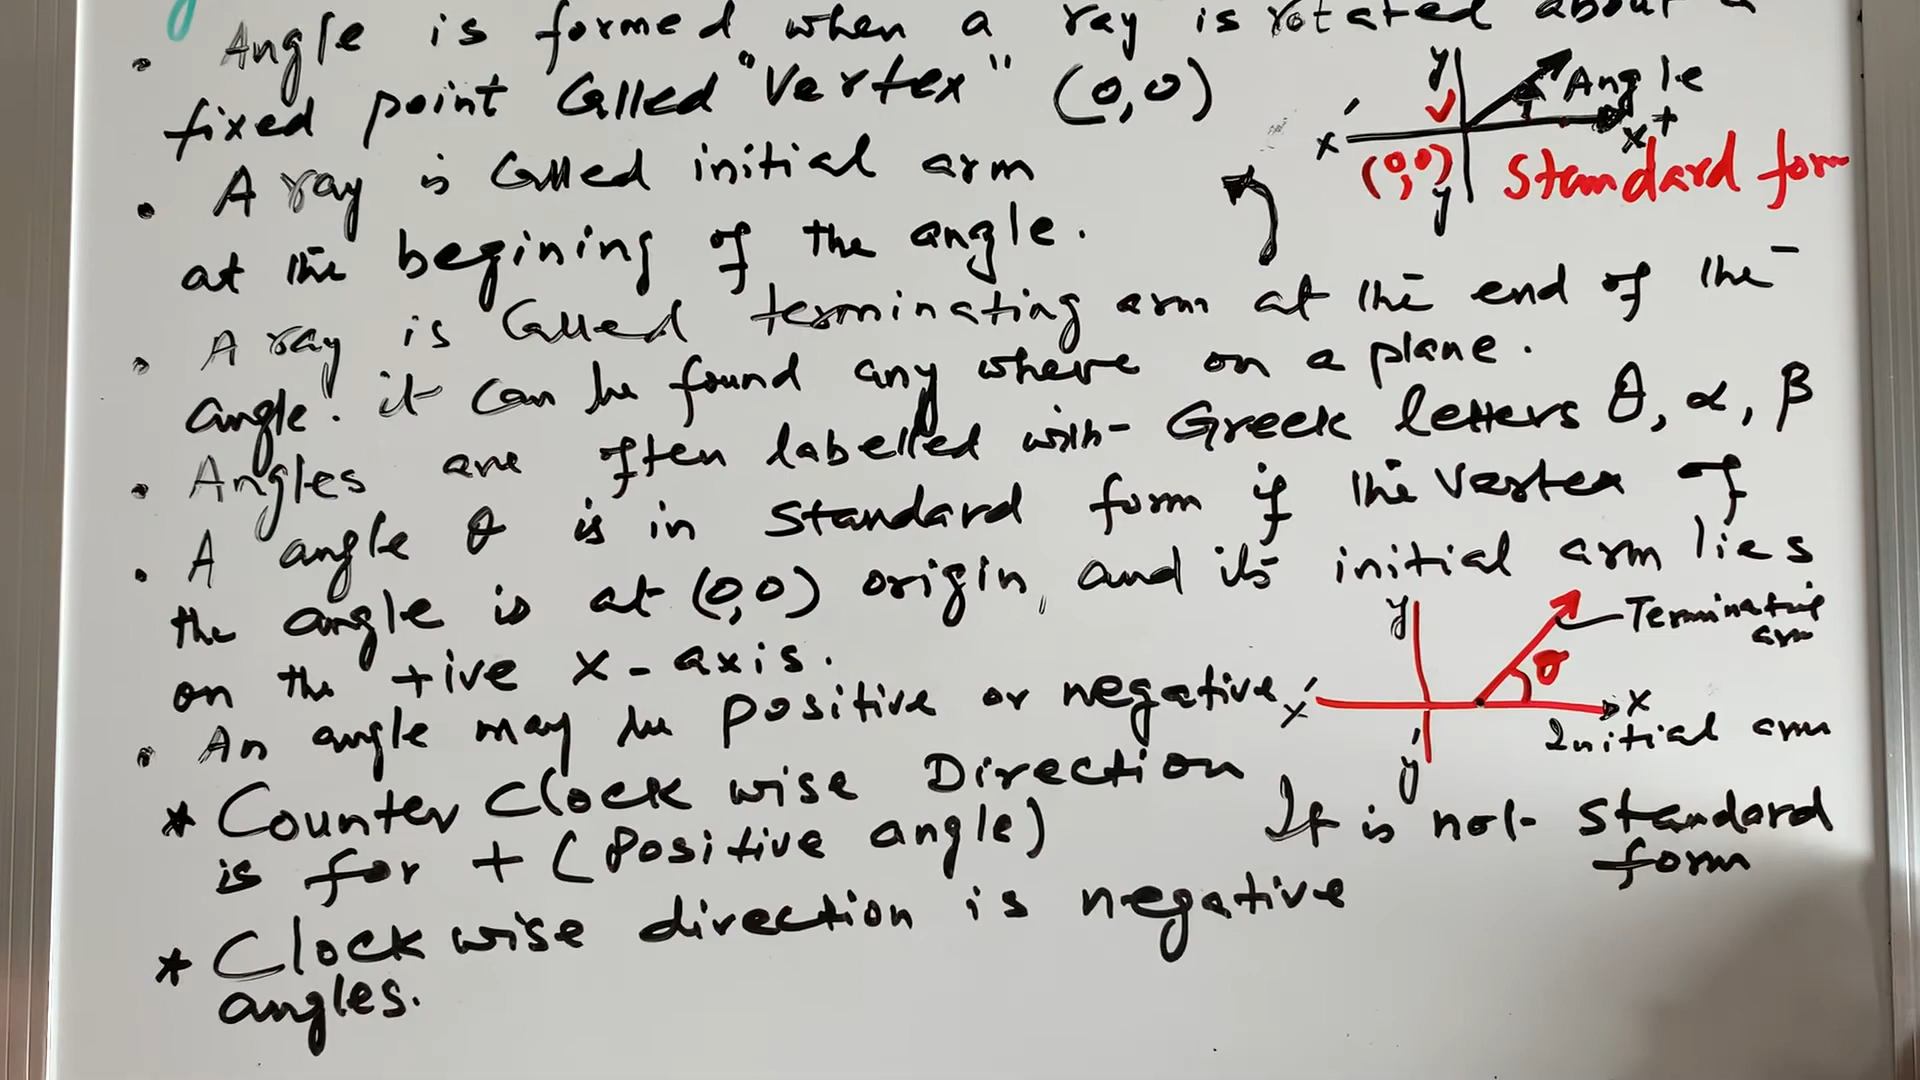 • Angle is formed when a ray is rotated about a
fixed point Called "Vertex" (0,0)
y
Angle
x'
x+
(0,0)
y'
Standard form
• A ray is Called initial arm
at the begining of the angle.
• A ray is Called terminating arm at the end of the
angle. it can be found any where on a plane.
• Angles are often labelled with Greek letters θ, α, β
• A angle θ is in Standard form if the Vertex of
the angle is at (0,0) origin, and its initial arm lies
on the +ive x-axis.
y
Terminating
arm
θ
x'
x
Initial arm
y'
It is not Standard
form
• An angle may be positive or negative
* Counter Clock wise Direction
is for + (Positive angle)
* Clock wise direction is negative
angles.